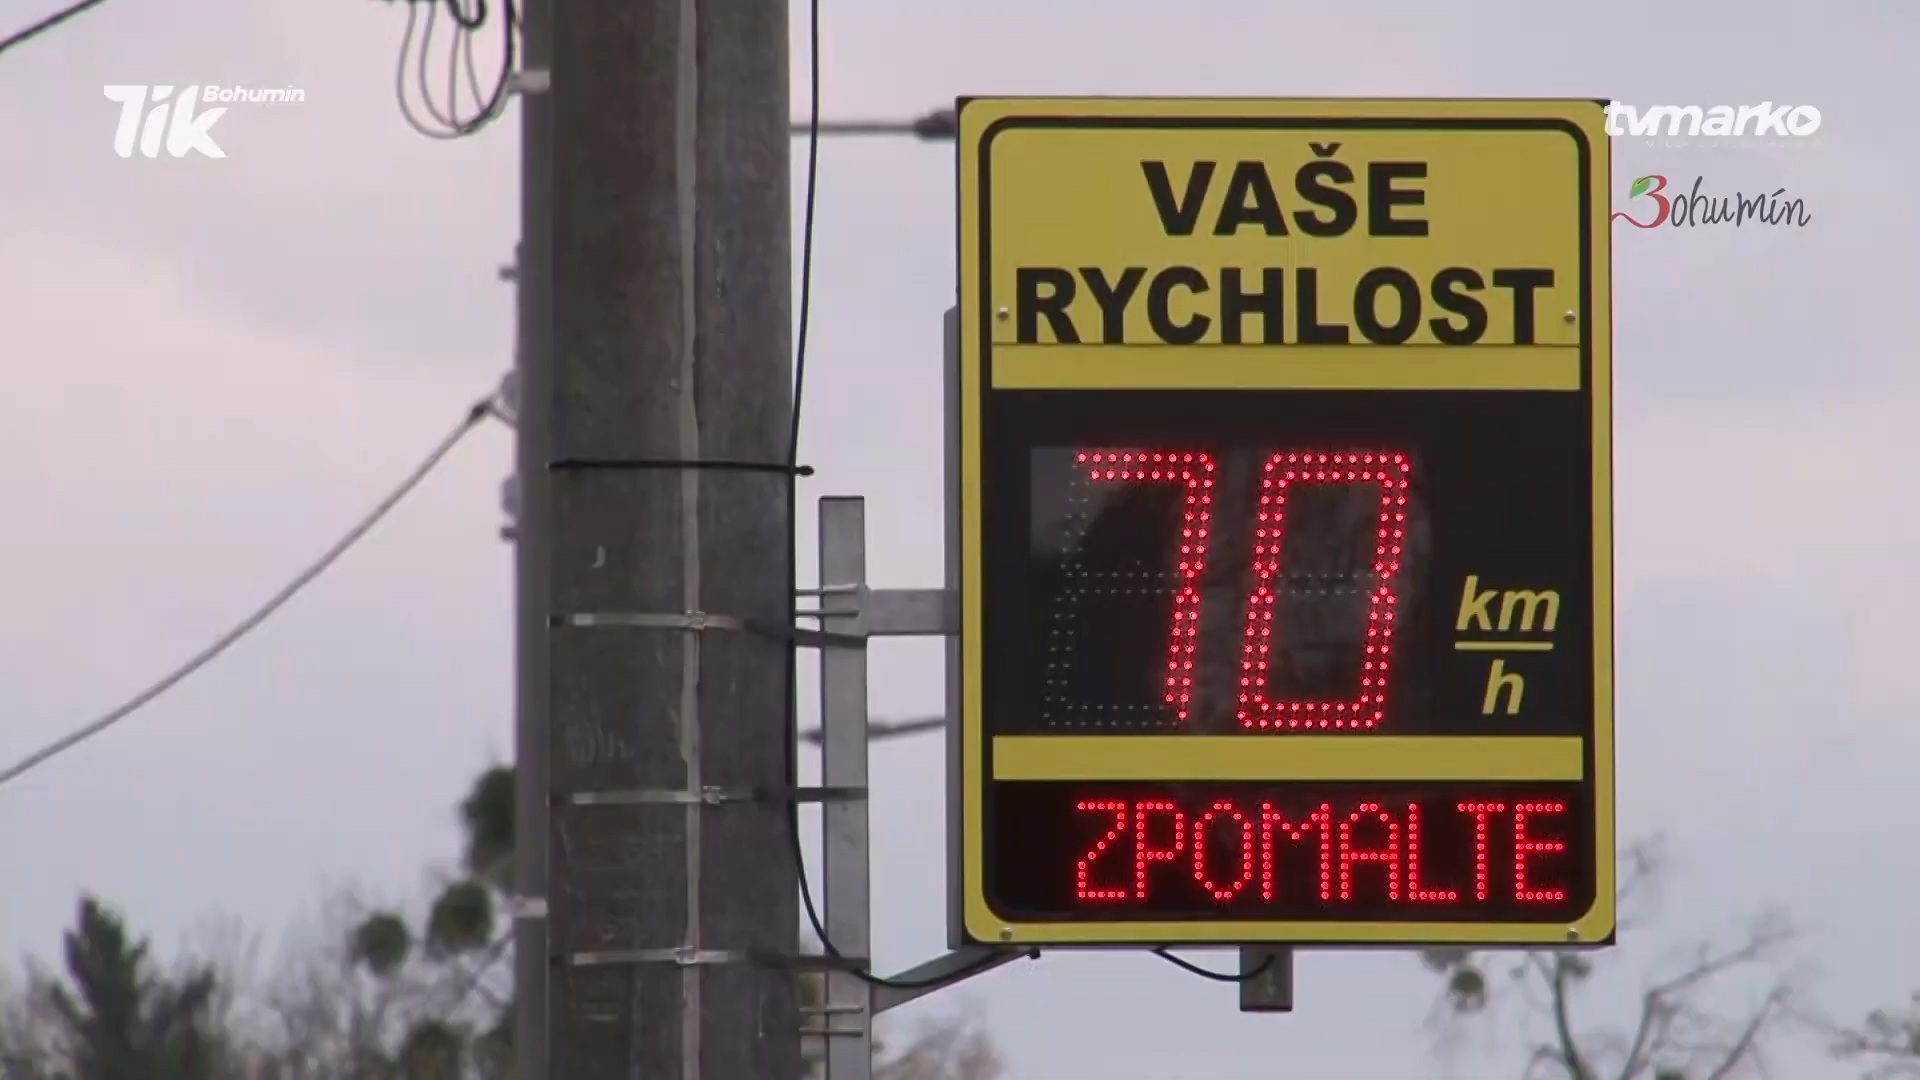 Tik Bohumín
tvmarko
Bohumín
VAŠE
RYCHLOST
70
km
h
ZPOMALTE